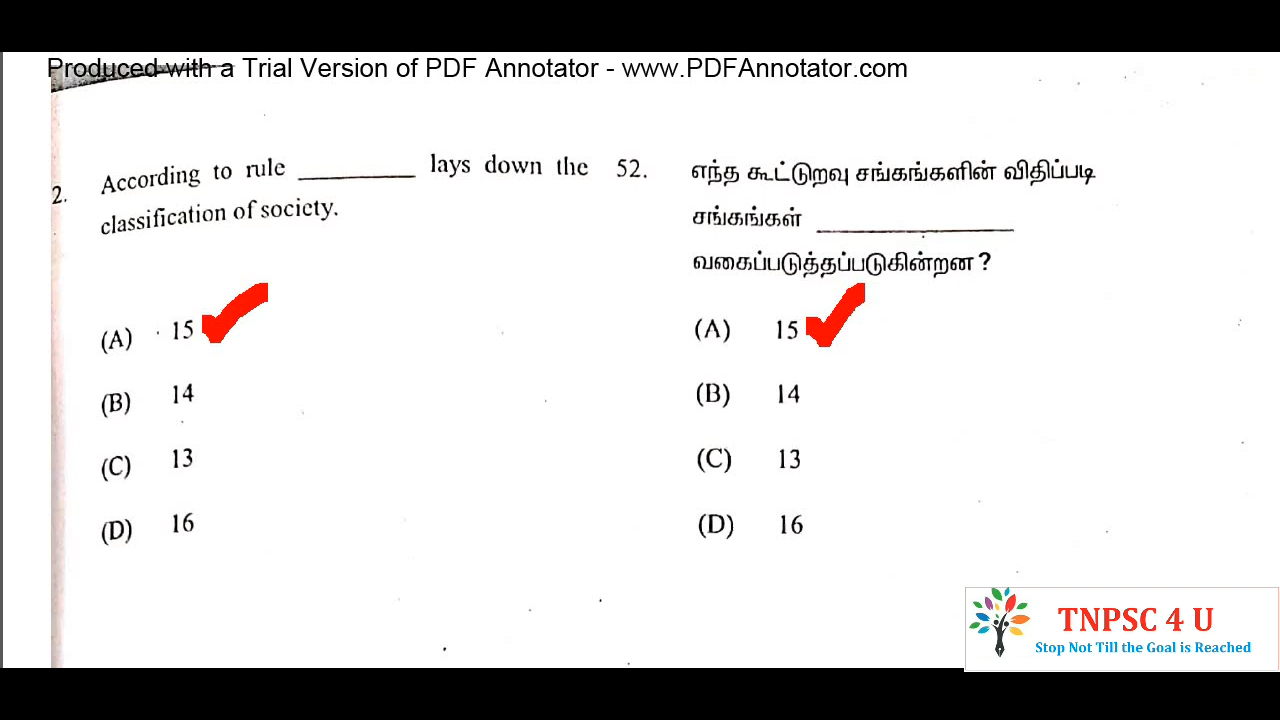 Produced with a Trial Version of PDF Annotator - www.PDFAnnotator.com
2. According to rule ________ lays down the
classification of society.
(A) 15
(B) 14
(C) 13
(D) 16
52. எந்த கூட்டுறவு சங்கங்களின் விதிப்படி
சங்கங்கள் ________
வகைப்படுத்தப்படுகின்றன ?
(A) 15
(B) 14
(C) 13
(D) 16
TNPSC 4 U
Stop Not Till the Goal is Reached